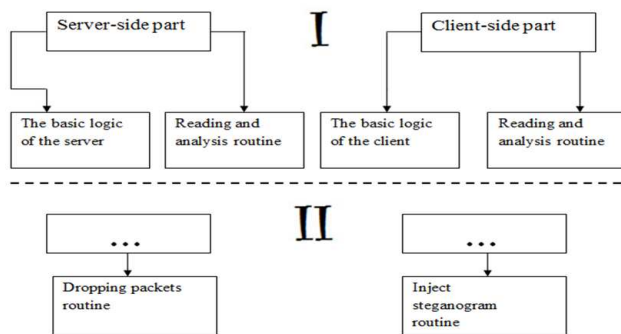 Server-side part
I
Client-side part
The basic logic
of the server
Reading and
analysis routine
The basic logic
of the client
Reading and
analysis routine
II
...
...
Dropping packets
routine
Inject
steganogram
routine